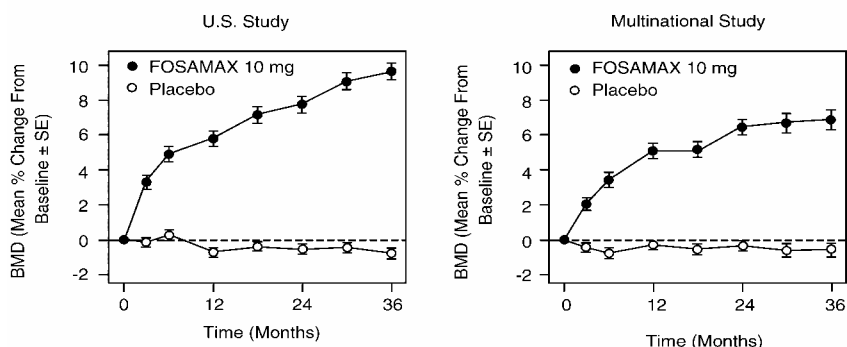 U.S. Study
BMD (Mean % Change From
Baseline ± SE)
10
8
6
4
2
0
-2
FOSAMAX 10 mg
Placebo
0
12
24
36
Time (Months)
Multinational Study
BMD (Mean % Change From
Baseline ± SE)
10
8
6
4
2
0
-2
FOSAMAX 10 mg
Placebo
0
12
24
36
Time (Months)